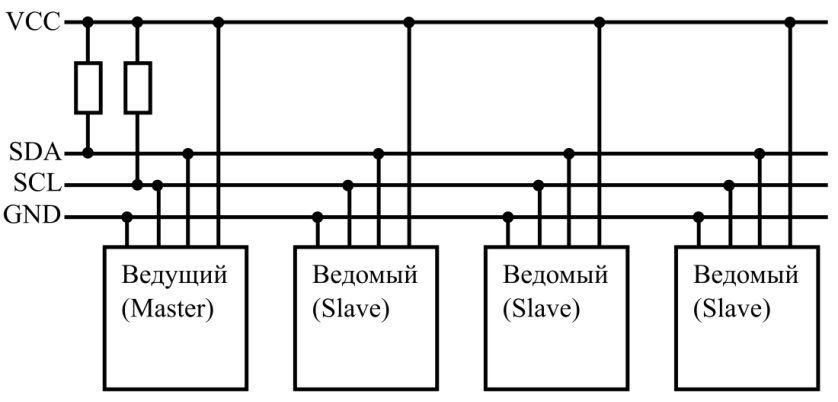 VCC
SDA
SCL
GND
Ведущий
(Master)
Ведомый
(Slave)
Ведомый
(Slave)
Ведомый
(Slave)